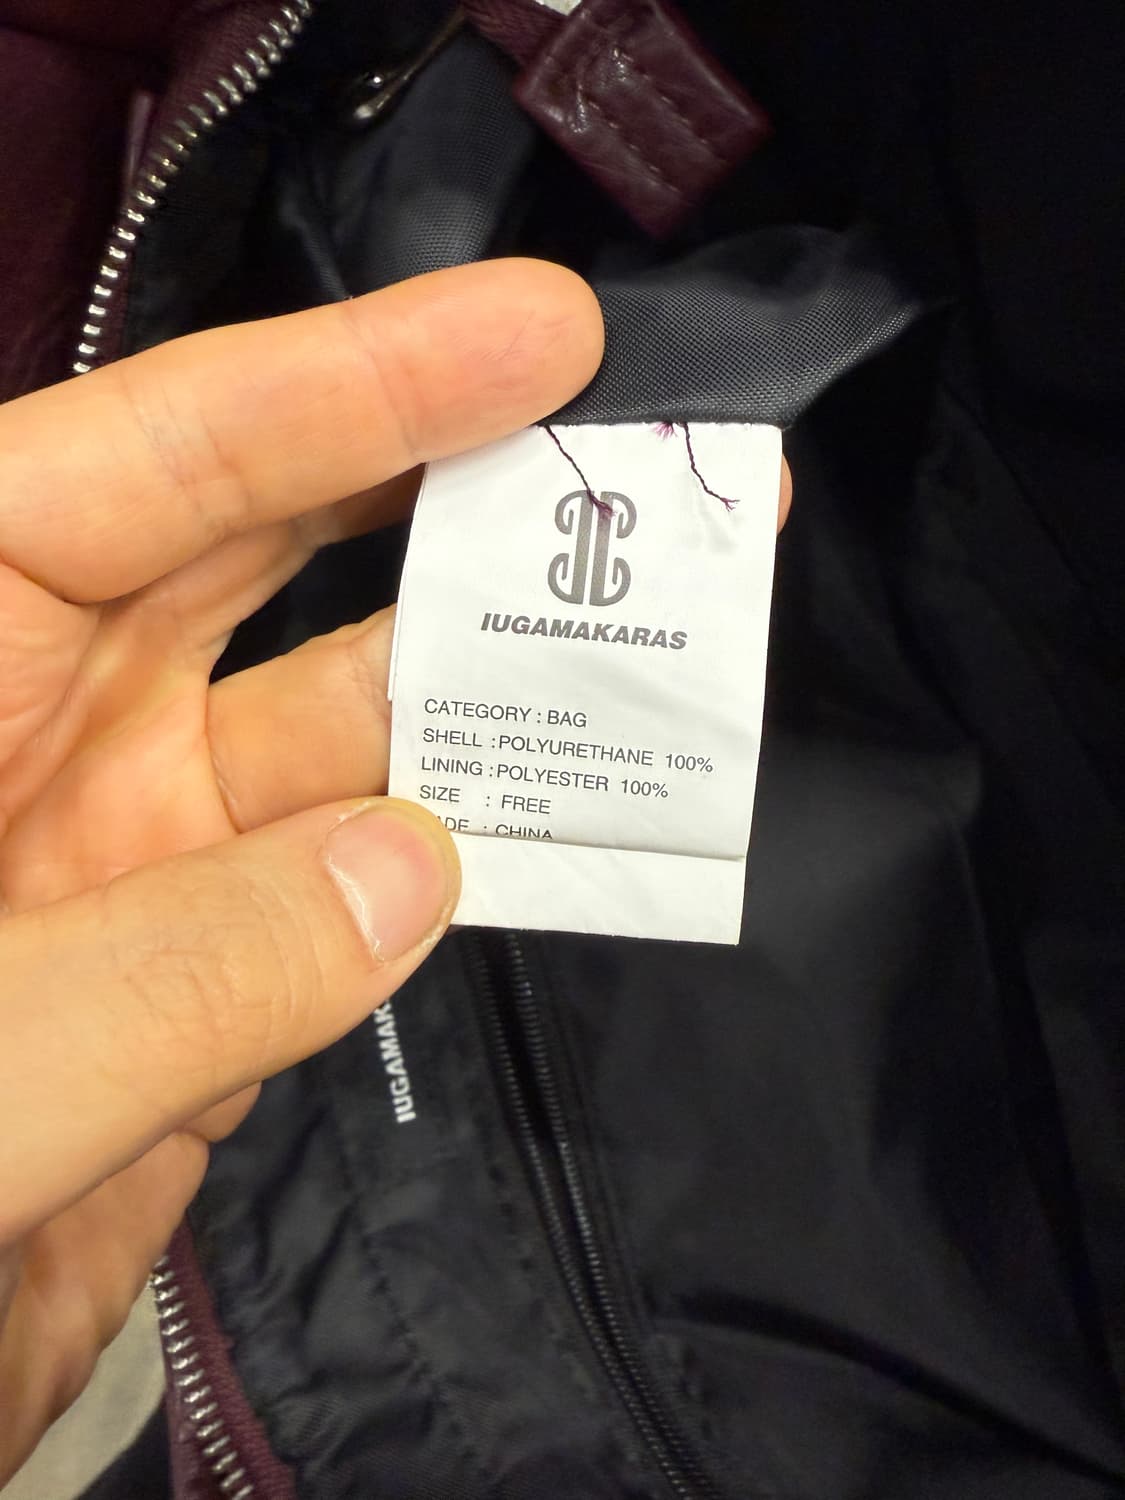 IUGAMAKARAS
CATEGORY : BAG
SHELL : POLYURETHANE 100%
LINING : POLYESTER 100%
SIZE : FREE
: CHINA
IUGAMAK